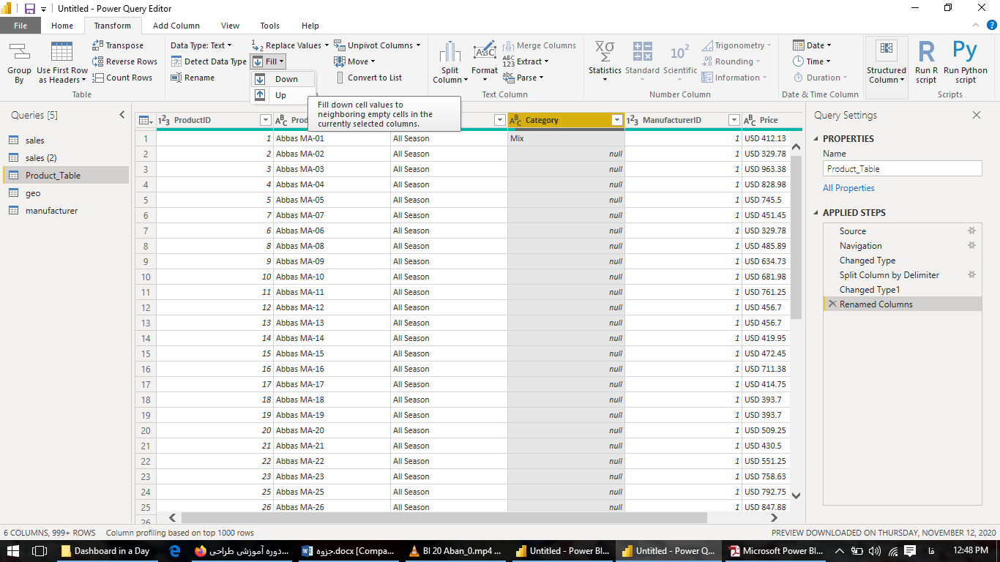 Untitled - Power Query Editor
File Home Transform Add Column View Tools Help
Group By
Use First Row as Headers
Transpose
Reverse Rows
Count Rows
Table
Data Type: Text
Detect Data Type
Rename
Replace Values
Fill
Down
Up
Unpivot Columns
Move
Convert to List
Fill down cell values to
neighboring empty cells in the
currently selected columns.
Split Column
Format
ABC
Merge Columns
ABC 123 Extract
abc Parse
Text Column
XΣ σ
Statistics
Standard
10² Scientific
Trigonometry
.00 Rounding
Information
Number Column
Date
Time
Duration
Date & Time Column
Structured Column
R Run R script
Py Run Python script
Scripts
Queries [5]
sales
sales (2)
Product_Table
geo
manufacturer
1²3 ProductID ABC Prod ABC Category 1²3 ManufacturerID ABC Price
1 1 Abbas MA-01 All Season Mix 1 USD 412.13
2 2 Abbas MA-02 All Season null 1 USD 329.78
3 3 Abbas MA-03 All Season null 1 USD 963.38
4 4 Abbas MA-04 All Season null 1 USD 828.98
5 5 Abbas MA-05 All Season null 1 USD 745.5
6 7 Abbas MA-07 All Season null 1 USD 451.45
7 6 Abbas MA-06 All Season null 1 USD 329.78
8 8 Abbas MA-08 All Season null 1 USD 485.89
9 9 Abbas MA-09 All Season null 1 USD 634.73
10 10 Abbas MA-10 All Season null 1 USD 681.98
11 11 Abbas MA-11 All Season null 1 USD 761.25
12 12 Abbas MA-12 All Season null 1 USD 456.7
13 13 Abbas MA-13 All Season null 1 USD 456.7
14 14 Abbas MA-14 All Season null 1 USD 419.95
15 15 Abbas MA-15 All Season null 1 USD 472.45
16 16 Abbas MA-16 All Season null 1 USD 711.38
17 17 Abbas MA-17 All Season null 1 USD 414.75
18 18 Abbas MA-18 All Season null 1 USD 393.7
19 19 Abbas MA-19 All Season null 1 USD 393.7
20 20 Abbas MA-20 All Season null 1 USD 509.25
21 21 Abbas MA-21 All Season null 1 USD 430.5
22 22 Abbas MA-22 All Season null 1 USD 551.25
23 23 Abbas MA-23 All Season null 1 USD 758.63
24 25 Abbas MA-25 All Season null 1 USD 792.75
25 26 Abbas MA-26 All Season null 1 USD 847.88
26
Query Settings
PROPERTIES
Name
Product_Table
All Properties
APPLIED STEPS
Source
Navigation
Changed Type
Split Column by Delimiter
Changed Type1
Renamed Columns
6 COLUMNS, 999+ ROWS Column profiling based on top 1000 rows PREVIEW DOWNLOADED ON THURSDAY, NOVEMBER 12, 2020
Dashboard in a Day دوره آموزشی طراحی... جزوه.docx [Compa... BI 20 Aban_0.mp4 ... Untitled - Power BI... Untitled - Power Q... Microsoft Power BI... فا 12:48 PM